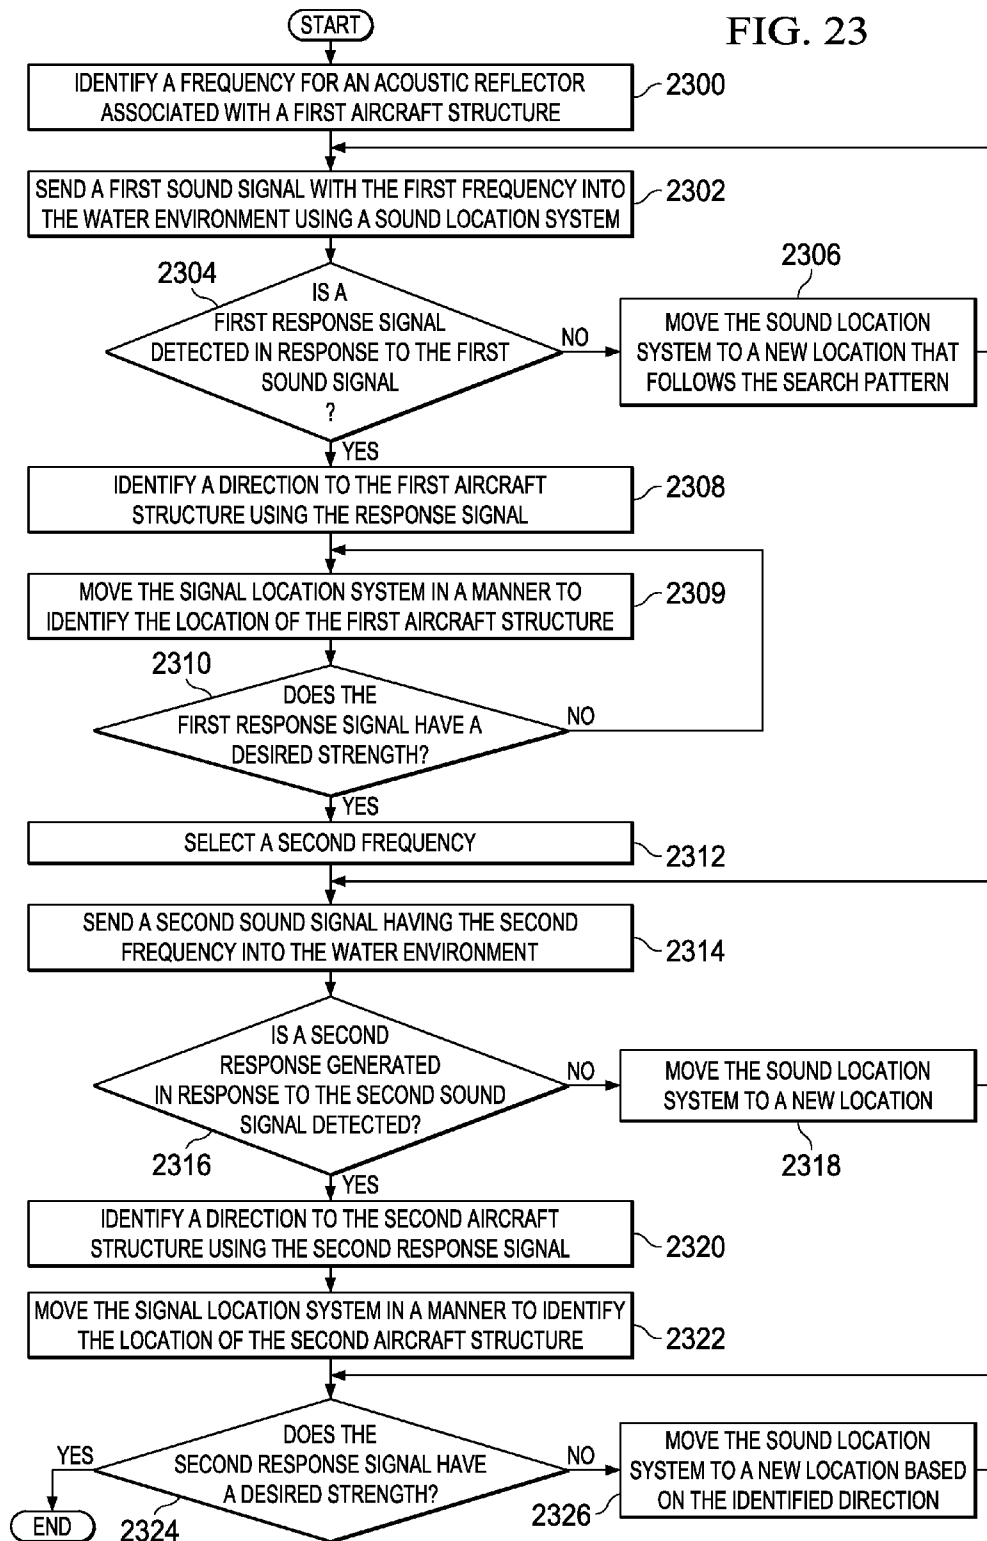 START
FIG. 23
IDENTIFY A FREQUENCY FOR AN ACOUSTIC REFLECTOR
ASSOCIATED WITH A FIRST AIRCRAFT STRUCTURE
2300
SEND A FIRST SOUND SIGNAL WITH THE FIRST FREQUENCY INTO
THE WATER ENVIRONMENT USING A SOUND LOCATION SYSTEM
2302
2304
IS A
FIRST RESPONSE SIGNAL
DETECTED IN RESPONSE TO THE FIRST
SOUND SIGNAL
?
NO
2306
MOVE THE SOUND LOCATION
SYSTEM TO A NEW LOCATION THAT
FOLLOWS THE SEARCH PATTERN
YES
IDENTIFY A DIRECTION TO THE FIRST AIRCRAFT
STRUCTURE USING THE RESPONSE SIGNAL
2308
MOVE THE SIGNAL LOCATION SYSTEM IN A MANNER TO
IDENTIFY THE LOCATION OF THE FIRST AIRCRAFT STRUCTURE
2309
2310
DOES THE
FIRST RESPONSE SIGNAL HAVE A
DESIRED STRENGTH?
NO
YES
SELECT A SECOND FREQUENCY
2312
SEND A SECOND SOUND SIGNAL HAVING THE SECOND
FREQUENCY INTO THE WATER ENVIRONMENT
2314
IS A SECOND
RESPONSE GENERATED
IN RESPONSE TO THE SECOND SOUND
SIGNAL DETECTED?
2316
NO
MOVE THE SOUND LOCATION
SYSTEM TO A NEW LOCATION
2318
YES
IDENTIFY A DIRECTION TO THE SECOND AIRCRAFT
STRUCTURE USING THE SECOND RESPONSE SIGNAL
2320
MOVE THE SIGNAL LOCATION SYSTEM IN A MANNER TO IDENTIFY
THE LOCATION OF THE SECOND AIRCRAFT STRUCTURE
2322
DOES THE
SECOND RESPONSE SIGNAL HAVE
A DESIRED STRENGTH?
2324
NO
MOVE THE SOUND LOCATION
SYSTEM TO A NEW LOCATION BASED
ON THE IDENTIFIED DIRECTION
2326
YES
END